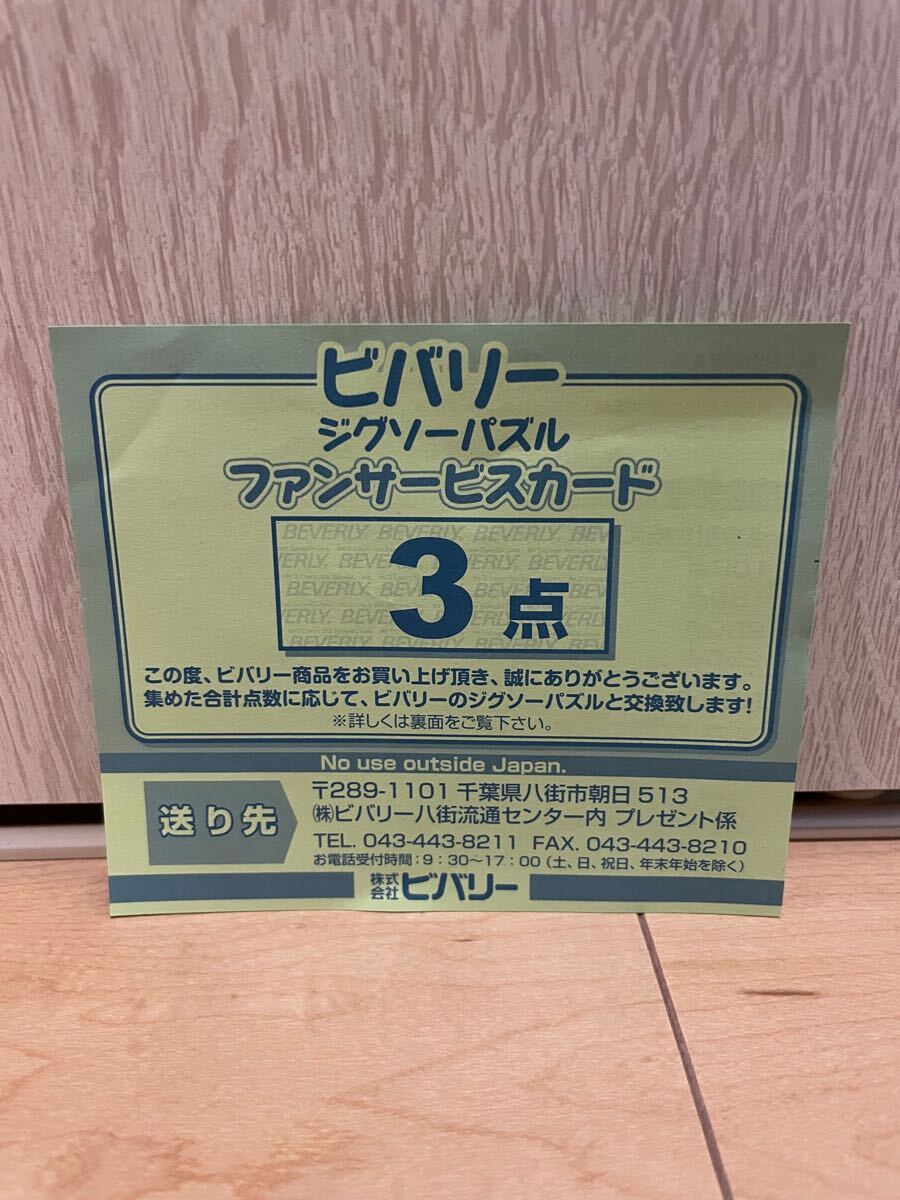 ビバリー
ジグソーパズル
ファンサービスカード
BEVERLY. BEVERLY. BEVERLY. BEVERLY.
3点
この度、ビバリー商品をお買い上げ頂き、誠にありがとうございます。
集めた合計点数に応じて、ビバリーのジグソーパズルと交換致します!
※詳しくは裏面をご覧下さい。
No use outside Japan.
送り先
〒289-1101 千葉県八街市朝日513
㈱ビバリー八街流通センター内 プレゼント係
TEL. 043-443-8211 FAX. 043-443-8210
お電話受付時間:9:30~17:00(土、日、祝日、年末年始を除く)
株式会社ビバリー